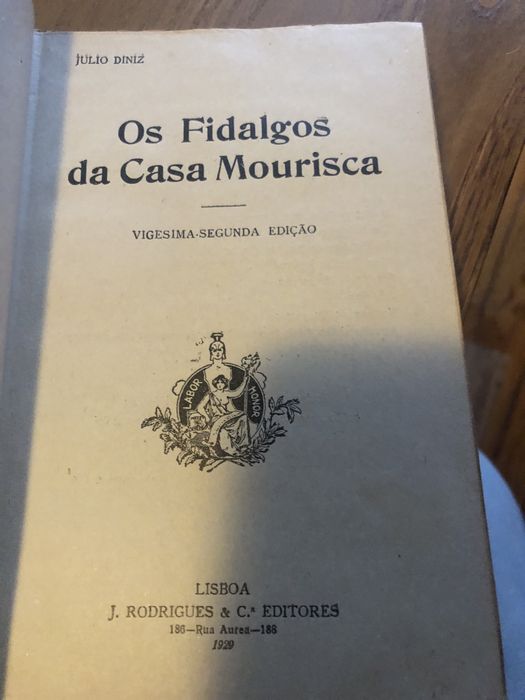 JULIO DINIZ
Os Fidalgos
da Casa Mourisca
VIGESIMA-SEGUNDA EDIÇÃO
LABOR HONOR
LISBOA
J. RODRIGUES & C.ª EDITORES
186—Rua Aurea—188
1929